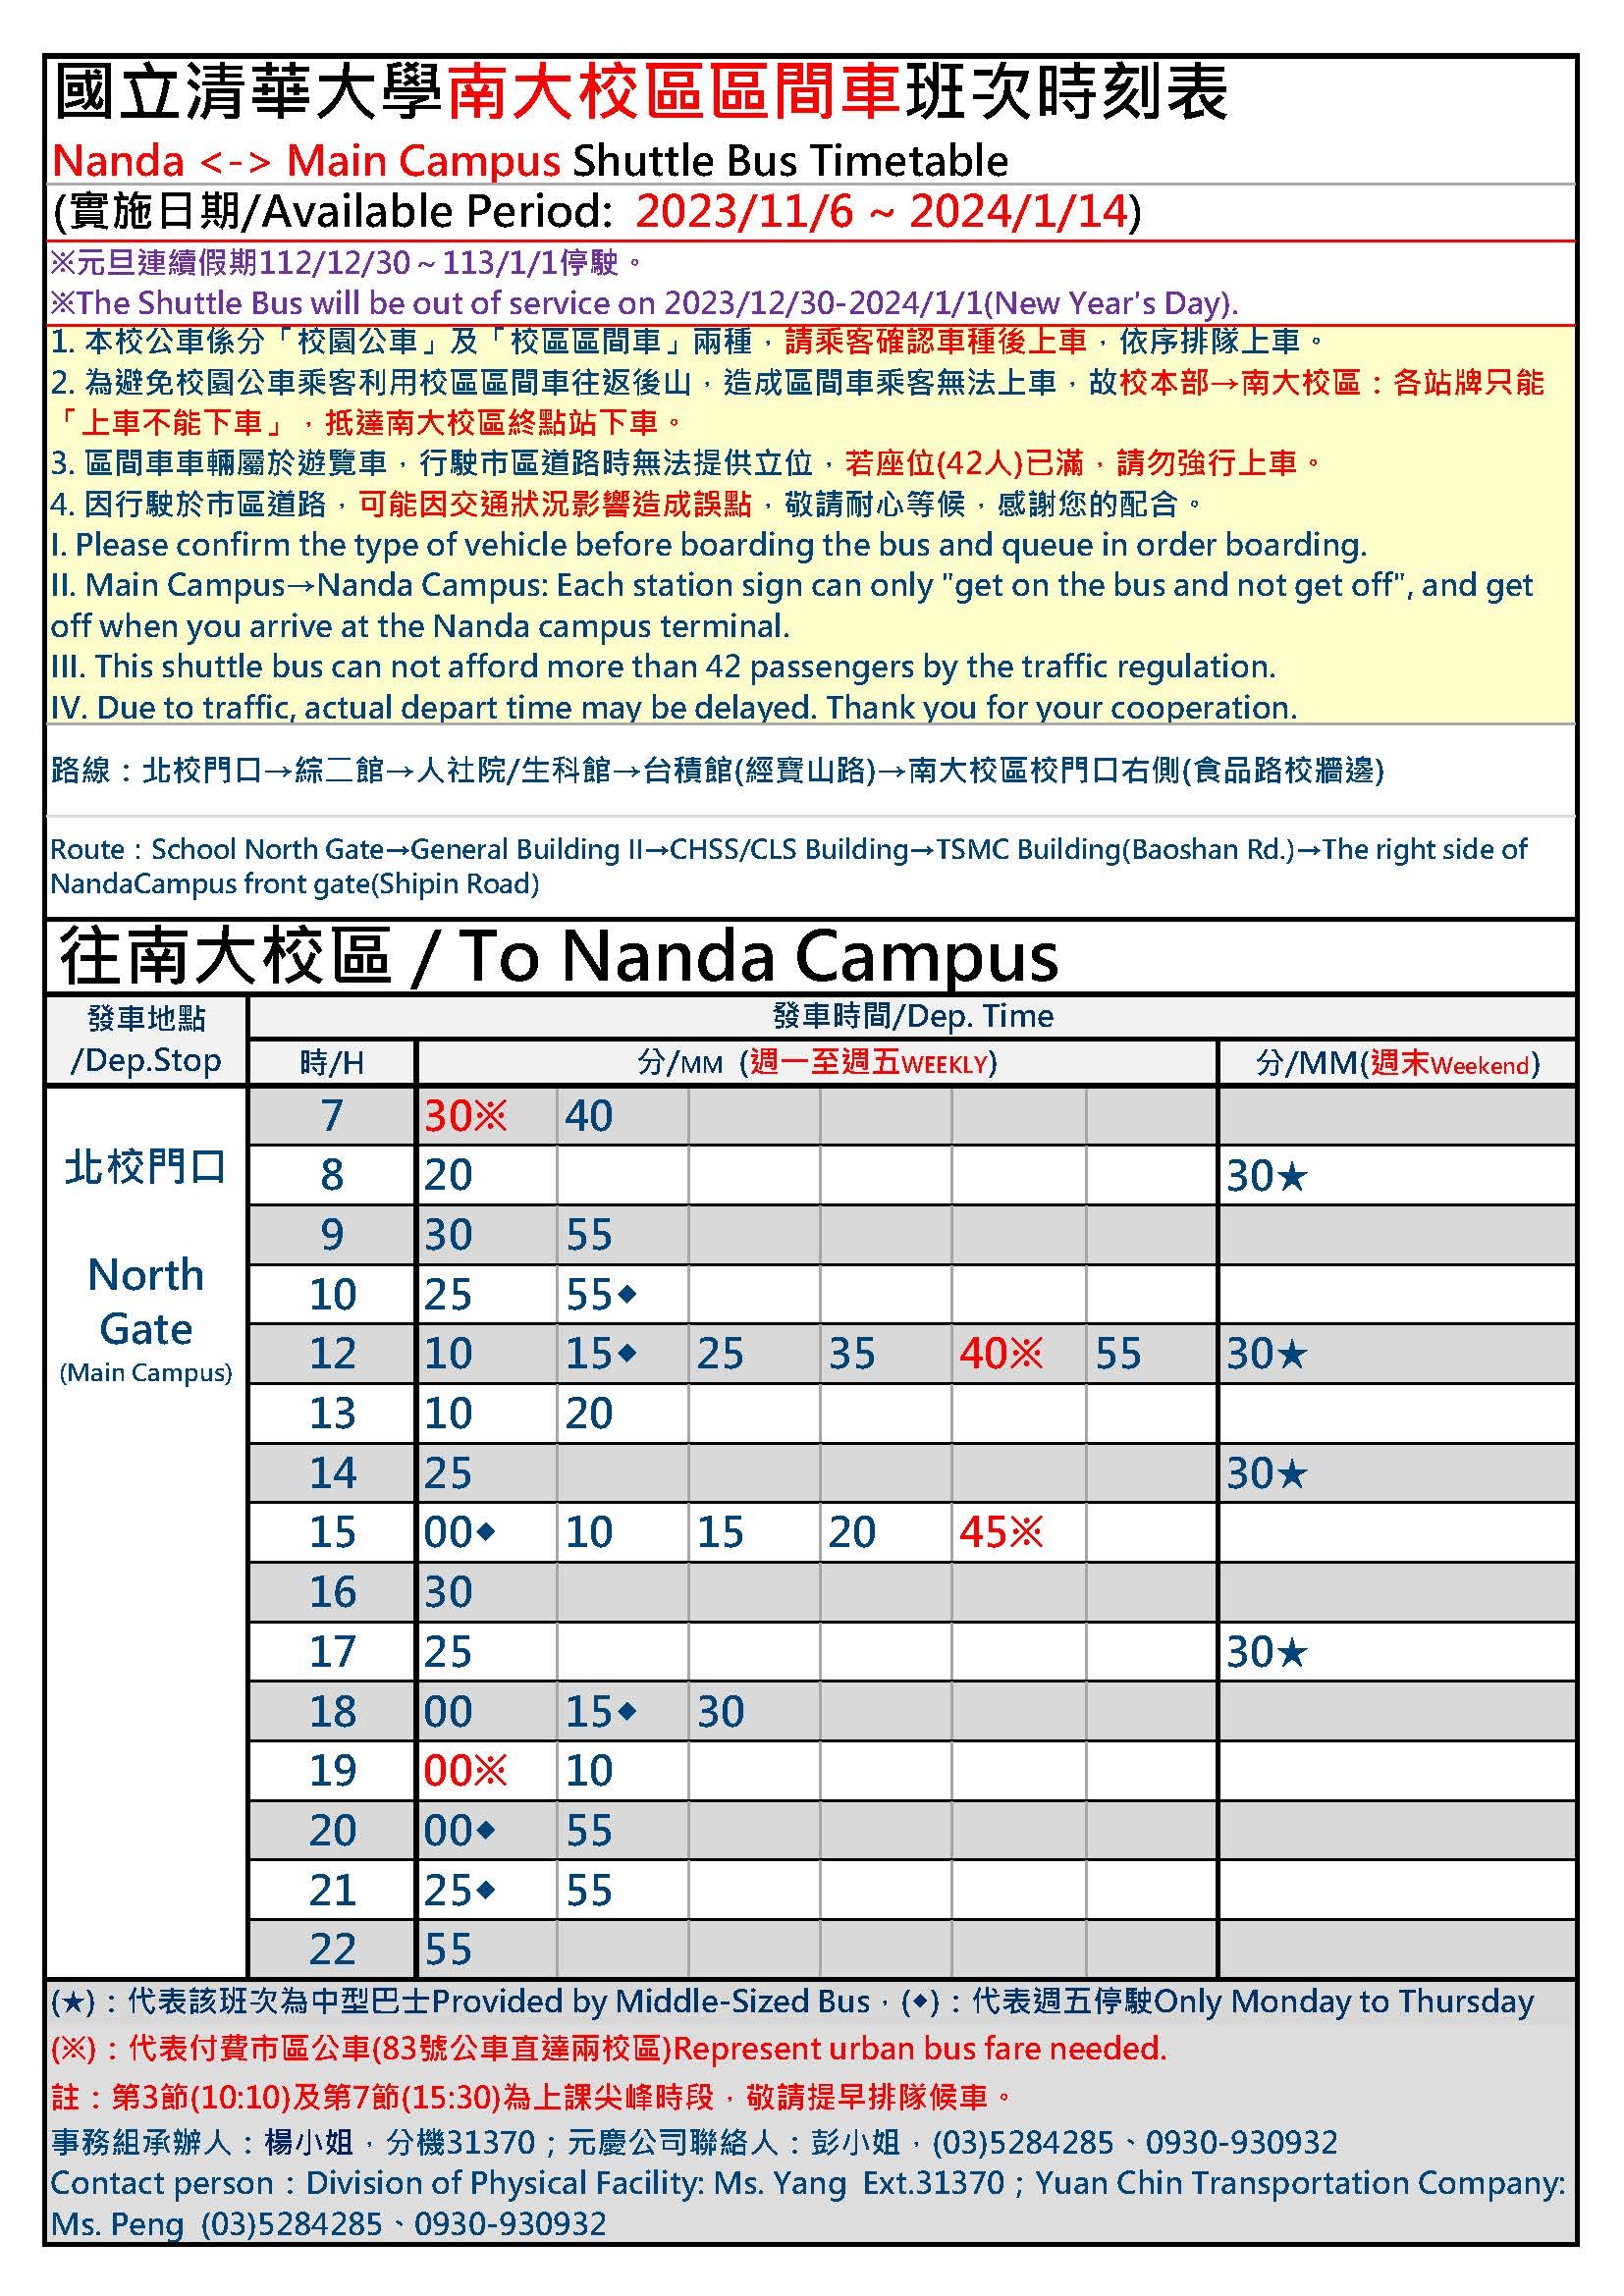 國立清華大學南大校區區間車班次時刻表
Nanda <-> Main Campus Shuttle Bus Timetable
(實施日期/Available Period: 2023/11/6 ~ 2024/1/14)
※元旦連續假期112/12/30～113/1/1停駛。
※The Shuttle Bus will be out of service on 2023/12/30-2024/1/1(New Year's Day).
1. 本校公車係分「校園公車」及「校區區間車」兩種，請乘客確認車種後上車，依序排隊上車。
2. 為避免校園公車乘客利用校區區間車往返後山，造成區間車乘客無法上車，故校本部→南大校區：各站牌只能
「上車不能下車」，抵達南大校區終點站下車。
3. 區間車車輛屬於遊覽車，行駛市區道路時無法提供立位，若座位(42人)已滿，請勿強行上車。
4. 因行駛於市區道路，可能因交通狀況影響造成誤點，敬請耐心等候，感謝您的配合。
I. Please confirm the type of vehicle before boarding the bus and queue in order boarding.
II. Main Campus→Nanda Campus: Each station sign can only "get on the bus and not get off", and get
off when you arrive at the Nanda campus terminal.
III. This shuttle bus can not afford more than 42 passengers by the traffic regulation.
IV. Due to traffic, actual depart time may be delayed. Thank you for your cooperation.
路線：北校門口→綜二館→人社院/生科館→台積館(經寶山路)→南大校區校門口右側(食品路校牆邊)
Route：School North Gate→General Building II→CHSS/CLS Building→TSMC Building(Baoshan Rd.)→The right side of
NandaCampus front gate(Shipin Road)
往南大校區 / To Nanda Campus
發車地點
/Dep.Stop
發車時間/Dep. Time
時/H 分/MM (週一至週五WEEKLY) 分/MM(週末Weekend)
北校門口
North
Gate
(Main Campus)
7 30※ 40
8 20 30★
9 30 55
10 25 55◆
12 10 15◆ 25 35 40※ 55 30★
13 10 20
14 25 30★
15 00◆ 10 15 20 45※
16 30
17 25 30★
18 00 15◆ 30
19 00※ 10
20 00◆ 55
21 25◆ 55
22 55
(★)：代表該班次為中型巴士Provided by Middle-Sized Bus，(◆)：代表週五停駛Only Monday to Thursday
(※)：代表付費市區公車(83號公車直達兩校區)Represent urban bus fare needed.
註：第3節(10:10)及第7節(15:30)為上課尖峰時段，敬請提早排隊候車。
事務組承辦人：楊小姐，分機31370；元慶公司聯絡人：彭小姐，(03)5284285、0930-930932
Contact person：Division of Physical Facility: Ms. Yang Ext.31370；Yuan Chin Transportation Company:
Ms. Peng (03)5284285、0930-930932